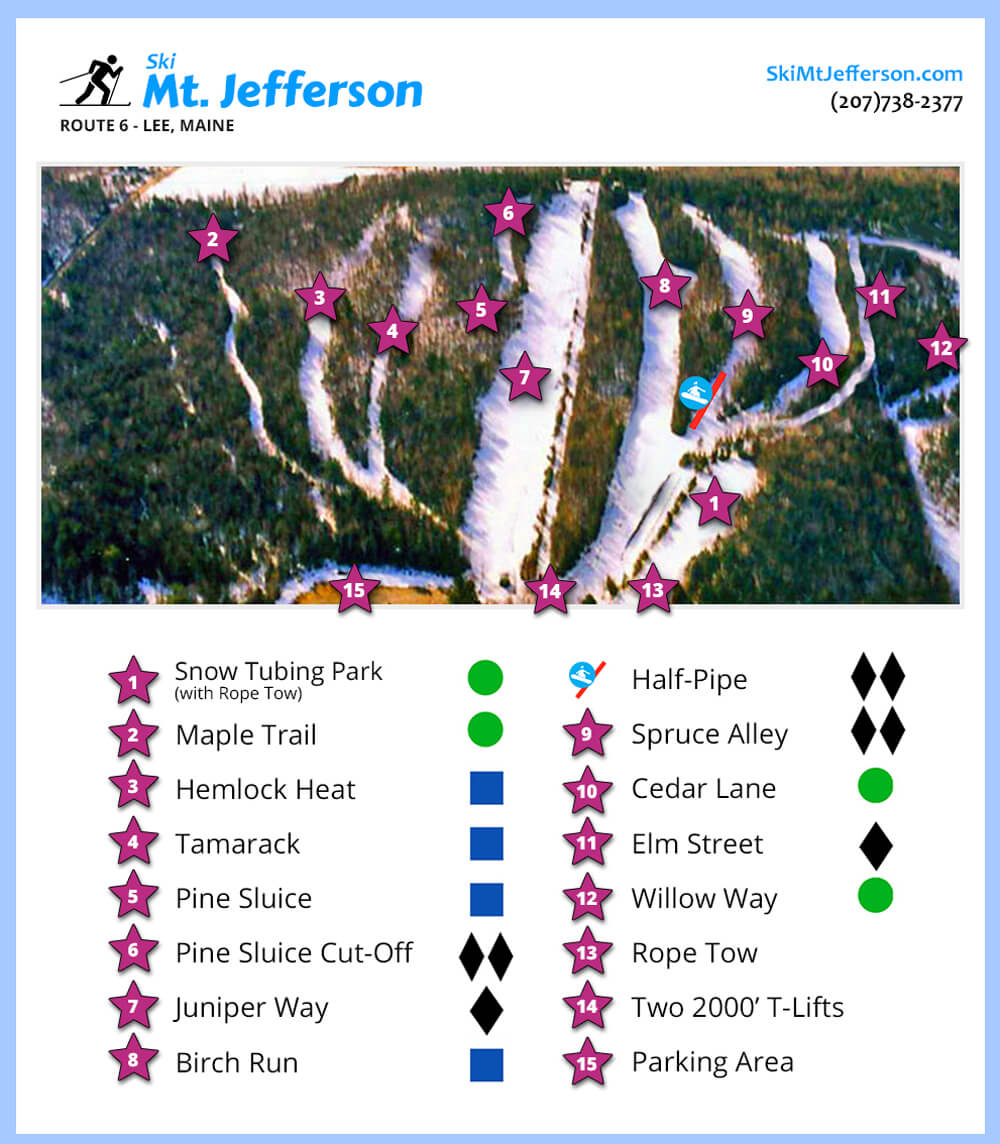 Ski
Mt. Jefferson
ROUTE 6 - LEE, MAINE
SkiMtJefferson.com
(207)738-2377
6
2
3
8
11
5
9
4
12
10
7
1
15
14
13
1 Snow Tubing Park
(with Rope Tow)
2 Maple Trail
3 Hemlock Heat
4 Tamarack
5 Pine Sluice
6 Pine Sluice Cut-Off
7 Juniper Way
8 Birch Run
Half-Pipe
9 Spruce Alley
10 Cedar Lane
11 Elm Street
12 Willow Way
13 Rope Tow
14 Two 2000’ T-Lifts
15 Parking Area